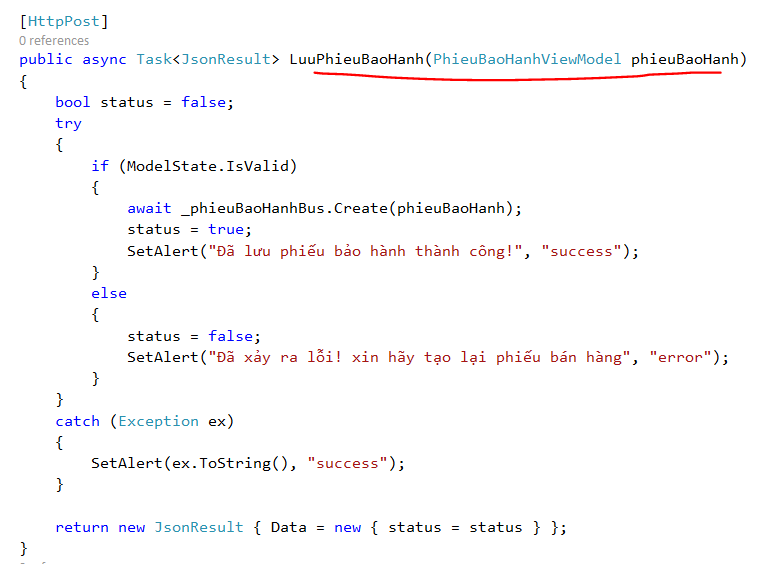 [HttpPost]
0 references
public async Task<JsonResult> LuuPhieuBaoHanh(PhieuBaoHanhViewModel phieuBaoHanh)
{
    bool status = false;
    try
    {
        if (ModelState.IsValid)
        {
            await _phieuBaoHanhBus.Create(phieuBaoHanh);
            status = true;
            SetAlert("Đã lưu phiếu bảo hành thành công!", "success");
        }
        else
        {
            status = false;
            SetAlert("Đã xảy ra lỗi! xin hãy tạo lại phiếu bán hàng", "error");
        }
    }
    catch (Exception ex)
    {
        SetAlert(ex.ToString(), "success");
    }

    return new JsonResult { Data = new { status = status } };
}